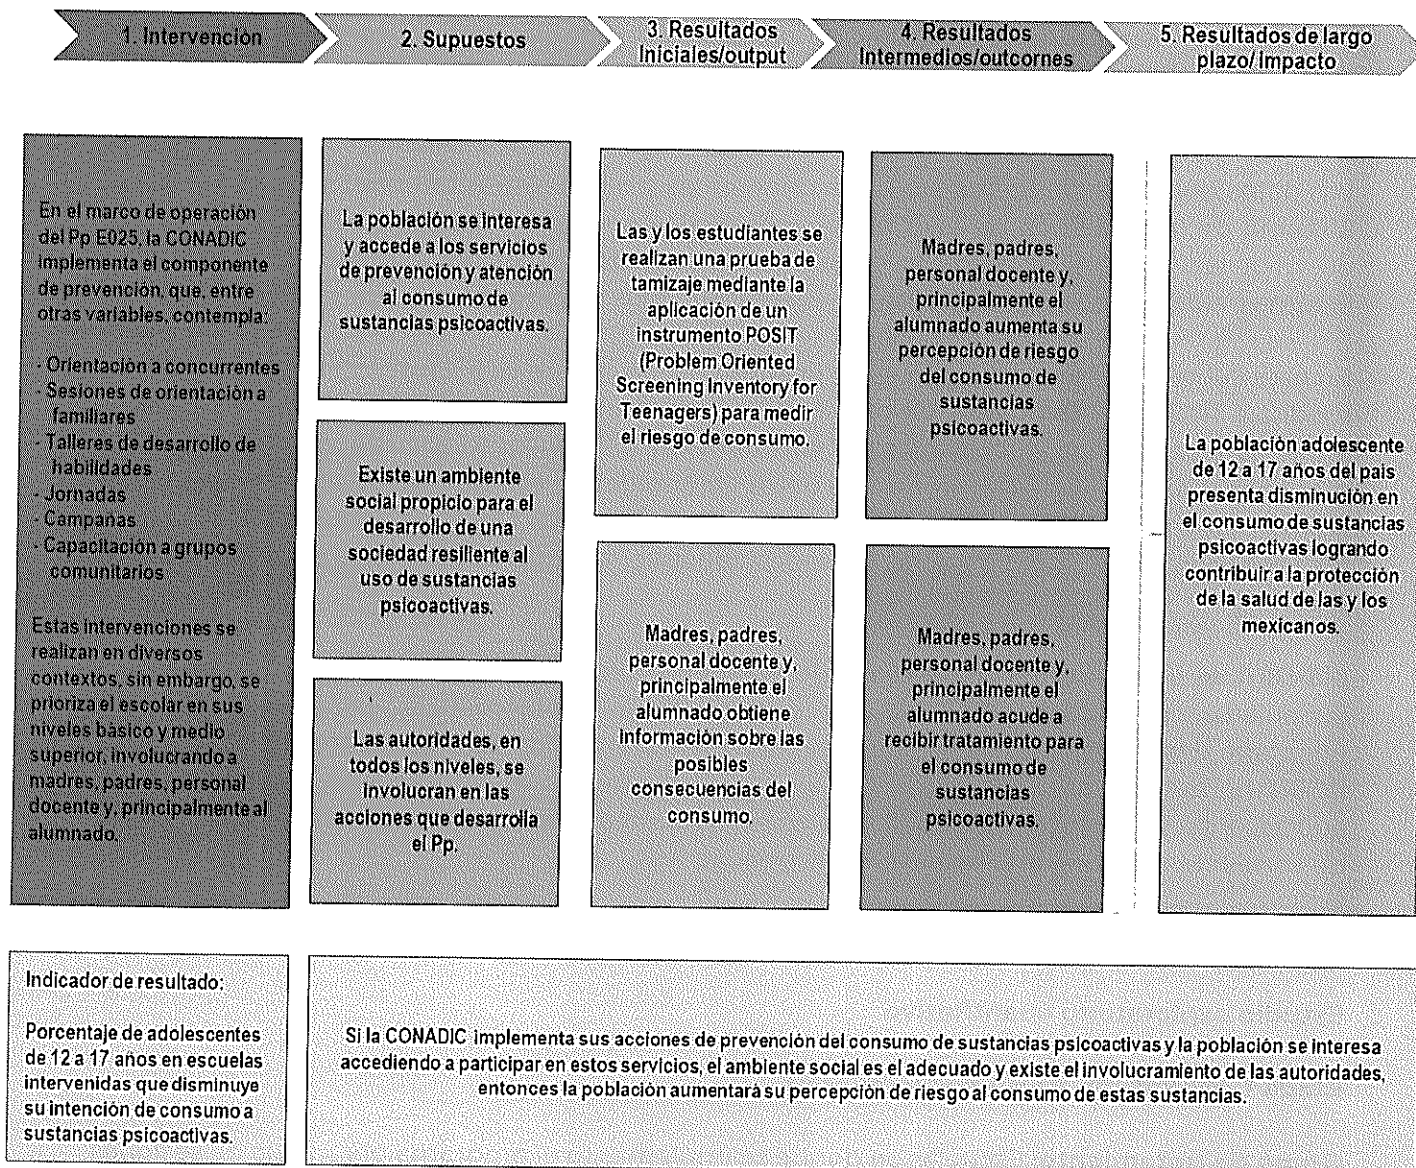 1. Intervención
2. Supuestos
3. Resultados
Iniciales/output
4. Resultados
Intermedios/outcornes
5. Resultados de largo
plazo/ Impacto
En el marco de operación
del Pp E025, la CONADIC
implementa el componente
de prevención, que, entre
otras variables, contempla:
- Orientación a concurrentes
- Sesiones de orientación a
familiares
- Talleres de desarrollo de
habilidades
- Jornadas
- Campañas
- Capacitación a grupos
comunitarios
Estas intervenciones se
realizan en diversos
contextos, sin embargo, se
prioriza el escolar en sus
niveles básico y medio
superior, involucrando a
madres, padres, personal
docente y, principalmente al
alumnado.
La población se interesa
y accede a los servicios
de prevención y atención
al consumo de
sustancias psicoactivas.
Existe un ambiente
social propicio para el
desarrollo de una
sociedad resiliente al
uso de sustancias
psicoactivas.
Las autoridades, en
todos los niveles, se
involucran en las
acciones que desarrolla
el Pp.
Las y los estudiantes se
realizan una prueba de
tamizaje mediante la
aplicación de un
instrumento POSIT
(Problem Oriented
Screening Inventory for
Teenagers) para medir
el riesgo de consumo.
Madres, padres,
personal docente y,
principalmente el
alumnado obtiene
información sobre las
posibles
consecuencias del
consumo.
Madres, padres,
personal docente y,
principalmente el
alumnado aumenta su
percepción de riesgo
del consumo de
sustancias
psicoactivas.
Madres, padres,
personal docente y,
principalmente el
alumnado acude a
recibir tratamiento para
el consumo de
sustancias
psicoactivas.
La población adolescente
de 12 a 17 años del país
presenta disminución en
el consumo de sustancias
psicoactivas logrando
contribuir a la protección
de la salud de las y los
mexicanos.
Indicador de resultado:
Porcentaje de adolescentes
de 12 a 17 años en escuelas
intervenidas que disminuye
su intención de consumo a
sustancias psicoactivas.
Si la CONADIC implementa sus acciones de prevención del consumo de sustancias psicoactivas y la población se interesa
accediendo a participar en estos servicios, el ambiente social es el adecuado y existe el involucramiento de las autoridades,
entonces la población aumentará su percepción de riesgo al consumo de estas sustancias.